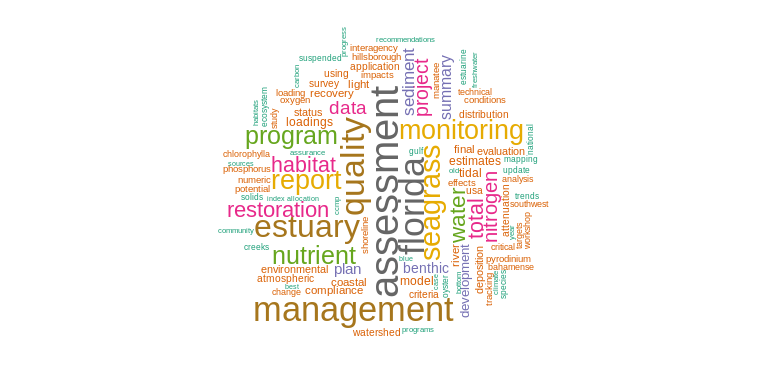 recommendations
progress
interagency
suspended
hillsborough
sediment
project
summary
manatee
estuarine
freshwater
carbon
using
application
impacts
survey
light
technical
loading
recovery
conditions
oxygen
habitats
ecosystem
study
status
data
loadings
distribution
program
quality
assessment
monitoring
national
assurance
gulf
final
evaluation
chlorophylla
sources
habitat
estimates
mapping
phosphorus
florida
seagrass
old
tidal
update
numeric
report
effects
analysis
potential
usa
trends
solids
index allocation
ccmp
water
total
nitrogen
attenuation
southwest
restoration
estuary
shoreline
year
targets
workshop
community
creeks
nutrient
river
critical
blue
pyrodinium
environmental
plan
benthic
development
deposition
bahamense
atmospheric
coastal
model
case
oyster
bottom
tracking
climate
species
best
change
compliance
criteria
management
watershed
programs